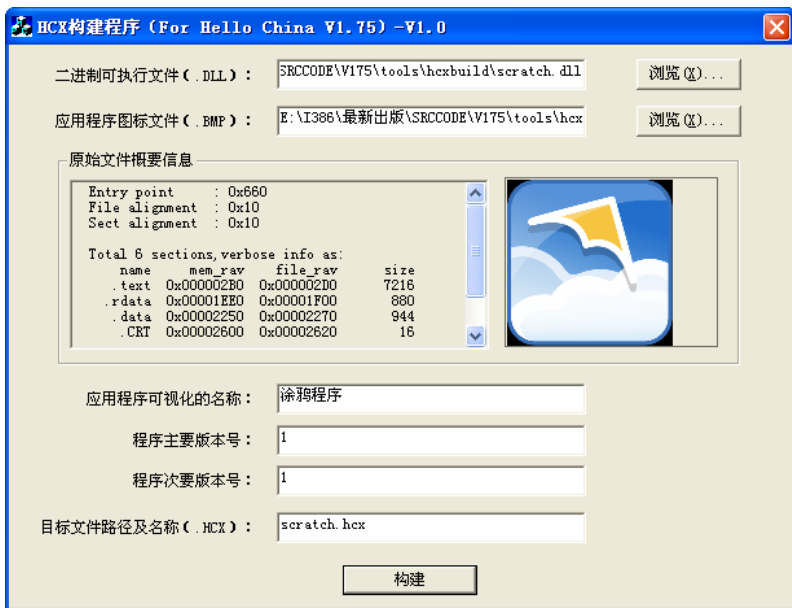 HCX构建程序（For Hello China V1.75）-V1.0
二进制可执行文件（.DLL）： SRCCODE\V175\tools\hcxbuild\scratch.dll 浏览(X)...
应用程序图标文件（.BMP）： E:\I386\最新出版\SRCCODE\V175\tools\hcx 浏览(X)...
原始文件概要信息
Entry point : 0x660
File alignment : 0x10
Sect alignment : 0x10
Total 6 sections,verbose info as:
name mem_rav file_rav size
.text 0x000002B0 0x000002D0 7216
.rdata 0x00001EE0 0x00001F00 880
.data 0x00002250 0x00002270 944
.CRT 0x00002600 0x00002620 16
应用程序可视化的名称： 涂鸦程序
程序主要版本号： 1
程序次要版本号： 1
目标文件路径及名称（.HCX）： scratch.hcx
构建